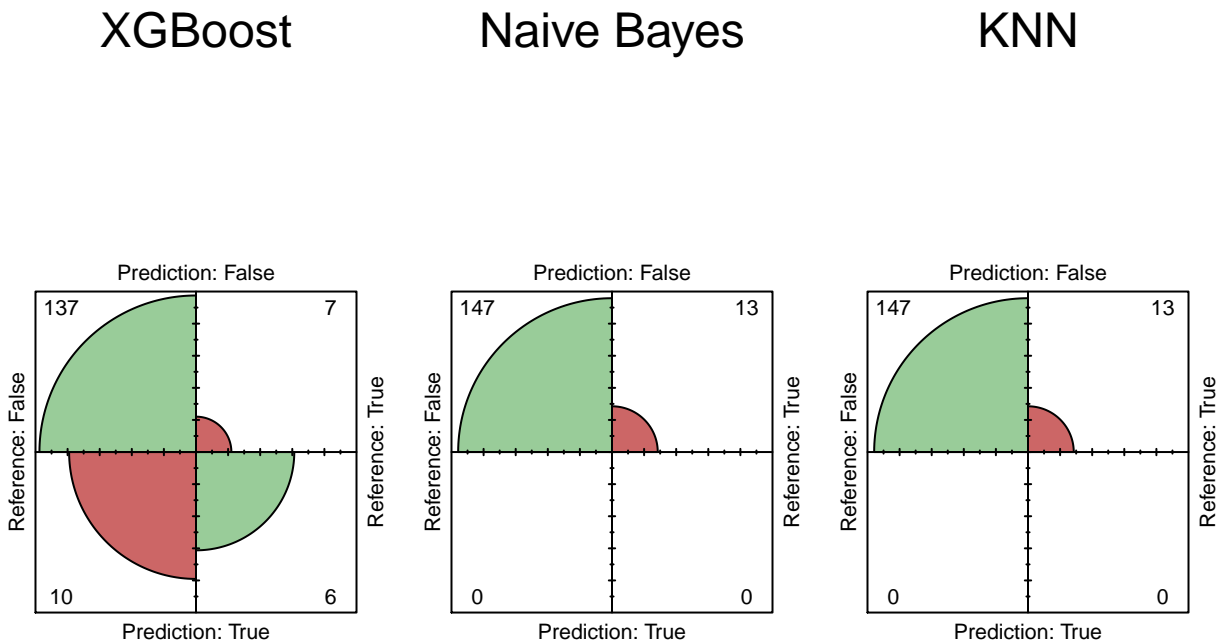 XGBoost
Naive Bayes
KNN
Prediction: False
137
7
Reference: False
Reference: True
10
6
Prediction: True
Prediction: False
147
13
Reference: False
Reference: True
0
0
Prediction: True
Prediction: False
147
13
Reference: False
Reference: True
0
0
Prediction: True